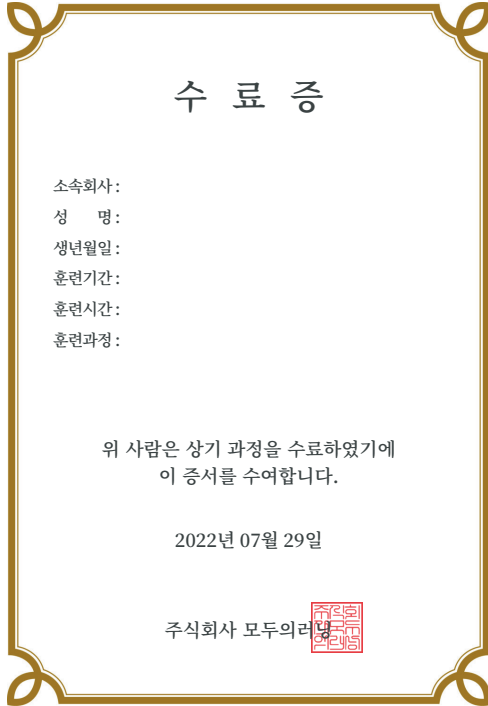 수 료 증
소속회사 :
성 명 :
생년월일 :
훈련기간 :
훈련시간 :
훈련과정 :
위 사람은 상기 과정을 수료하였기에
이 증서를 수여합니다.
2022년 07월 29일
주식회사 모두의러닝